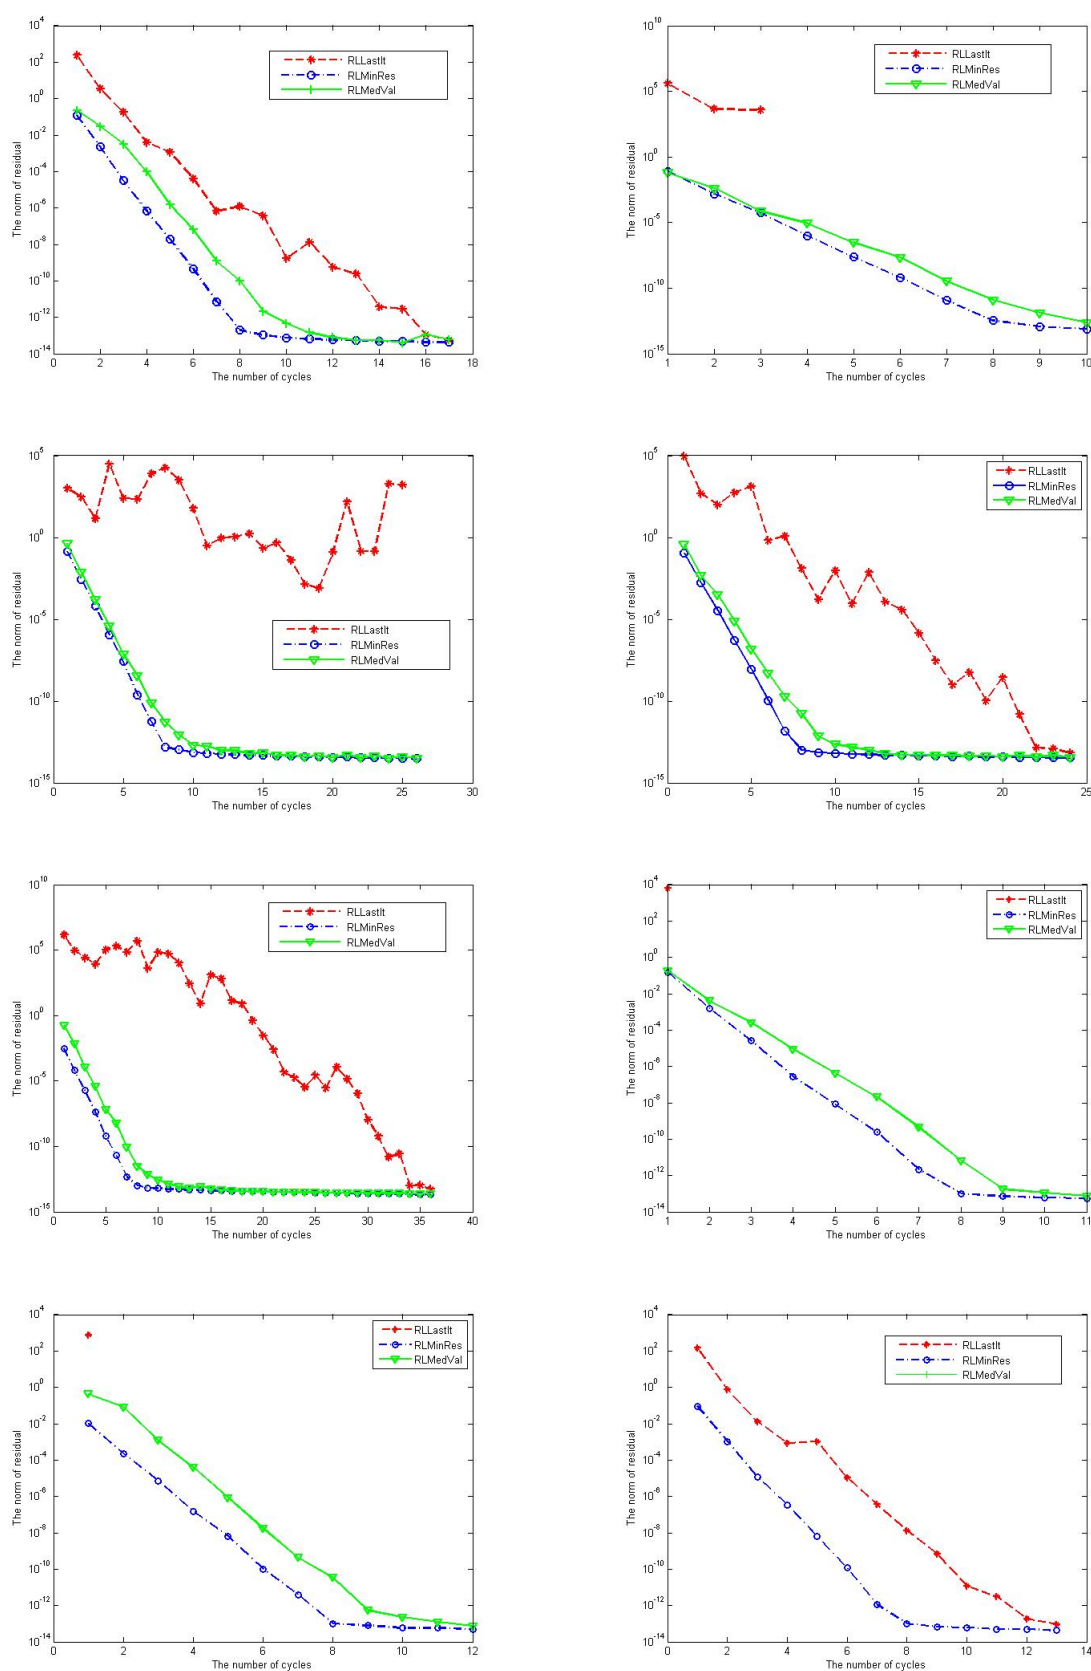 10^4
10^2
10^0
10^-2
10^-4
10^-6
10^-8
10^-10
10^-12
10^-14
The norm of residual
RLLastIt
RLMinRes
RLMedVal
0 2 4 6 8 10 12 14 16 18
The number of cycles
10^10
10^5
10^0
10^-5
10^-10
10^-15
The norm of residual
RLLastIt
RLMinRes
RLMedVal
1 2 3 4 5 6 7 8 9 10
The number of cycles
10^5
10^0
10^-5
10^-10
10^-15
The norm of residual
RLLastIt
RLMinRes
RLMedVal
0 5 10 15 20 25 30
The number of cycles
10^5
10^0
10^-5
10^-10
10^-15
The norm of residual
RLLastIt
RLMinRes
RLMedVal
0 5 10 15 20 25
The number of cycles
10^10
10^5
10^0
10^-5
10^-10
10^-15
The norm of residual
RLLastIt
RLMinRes
RLMedVal
0 5 10 15 20 25 30 35 40
The number of cycles
10^4
10^2
10^0
10^-2
10^-4
10^-6
10^-8
10^-10
10^-12
10^-14
The norm of residual
RLLastIt
RLMinRes
RLMedVal
1 2 3 4 5 6 7 8 9 10 11
The number of cycles
10^4
10^2
10^0
10^-2
10^-4
10^-6
10^-8
10^-10
10^-12
10^-14
The norm of residual
RLLastIt
RLMinRes
RLMedVal
0 2 4 6 8 10 12
The number of cycles
10^4
10^2
10^0
10^-2
10^-4
10^-6
10^-8
10^-10
10^-12
10^-14
The norm of residual
RLLastIt
RLMinRes
RLMedVal
0 2 4 6 8 10 12 14
The number of cycles